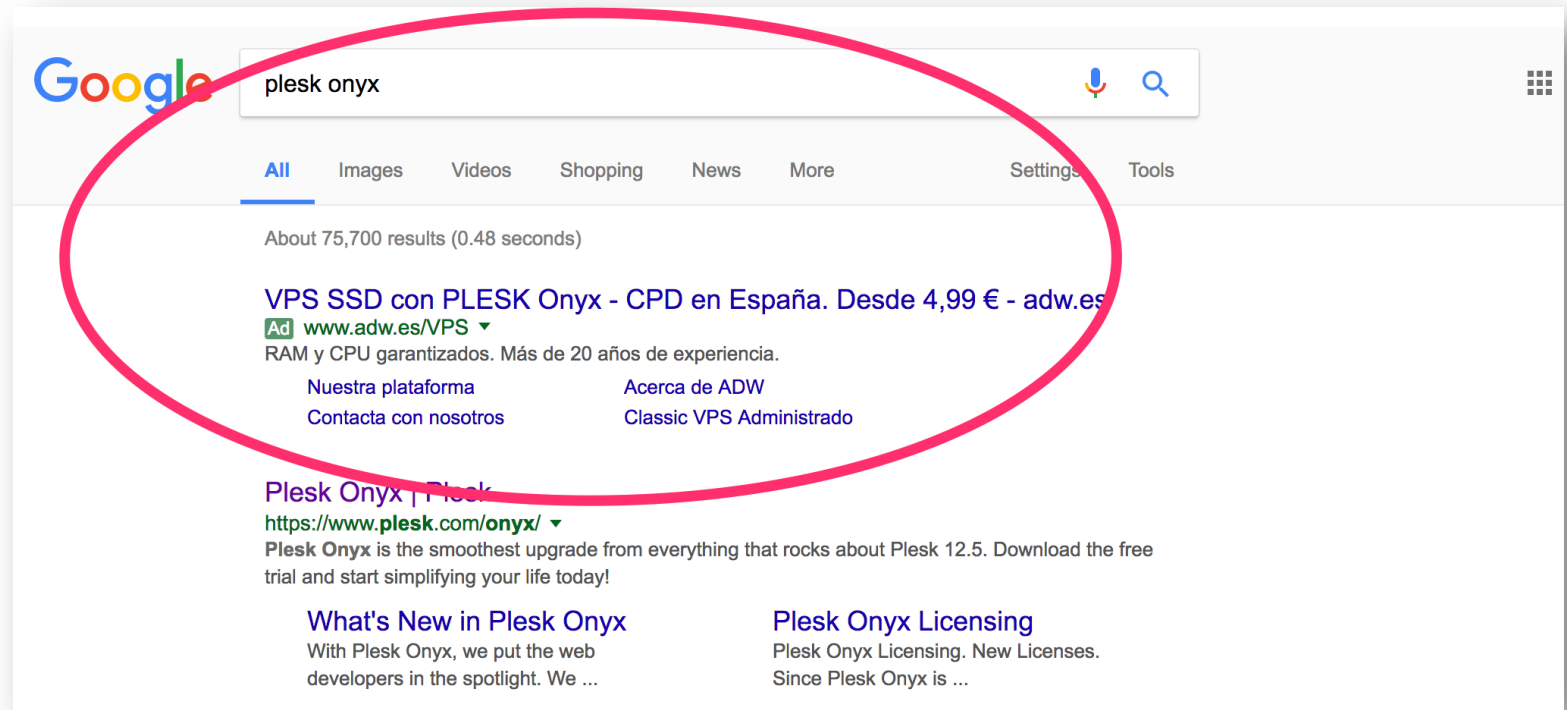 Google
plesk onyx
All Images Videos Shopping News More Settings Tools
About 75,700 results (0.48 seconds)
VPS SSD con PLESK Onyx - CPD en España. Desde 4,99 € - adw.es
Ad www.adw.es/VPS
RAM y CPU garantizados. Más de 20 años de experiencia.
Nuestra plataforma Acerca de ADW
Contacta con nosotros Classic VPS Administrado
Plesk Onyx | Plesk
https://www.plesk.com/onyx/
Plesk Onyx is the smoothest upgrade from everything that rocks about Plesk 12.5. Download the free
trial and start simplifying your life today!
What's New in Plesk Onyx Plesk Onyx Licensing
With Plesk Onyx, we put the web Plesk Onyx Licensing. New Licenses.
developers in the spotlight. We ... Since Plesk Onyx is ...